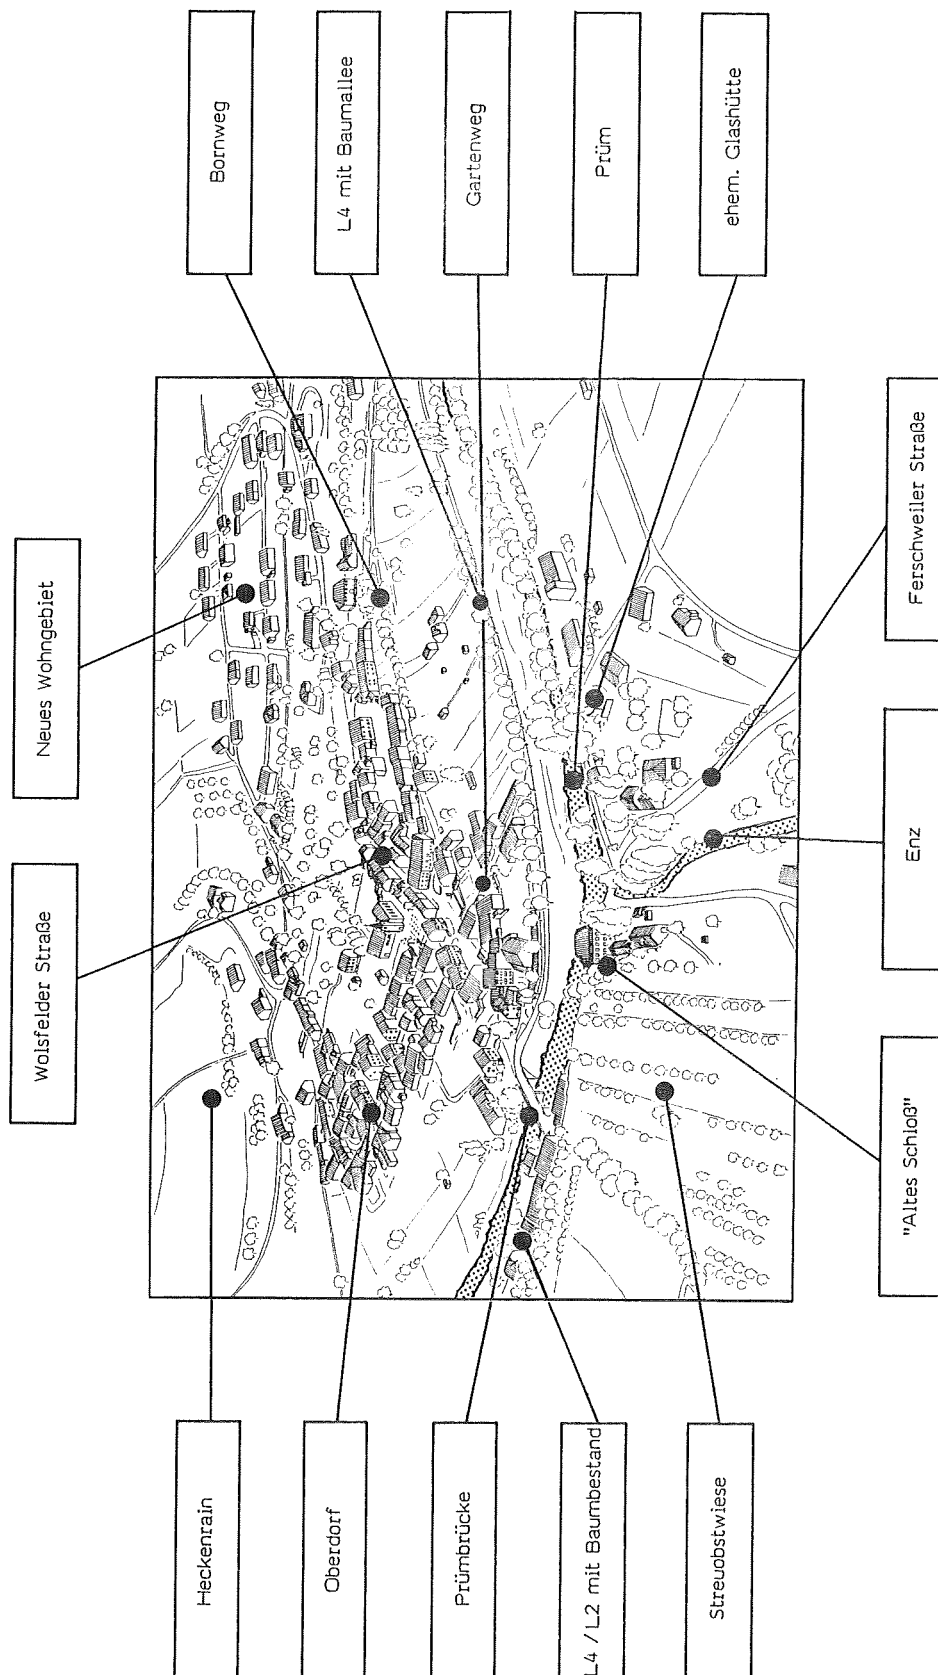 Neues Wohngebiet
Wolsfelder Straße
Bornweg
L4 mit Baumallee
Gartenweg
Prüm
ehem. Glashütte
Heckenrain
Oberdorf
Prümbrücke
L4 / L2 mit Baumbestand
Streuobstwiese
"Altes Schloß"
Enz
Ferschweiler Straße